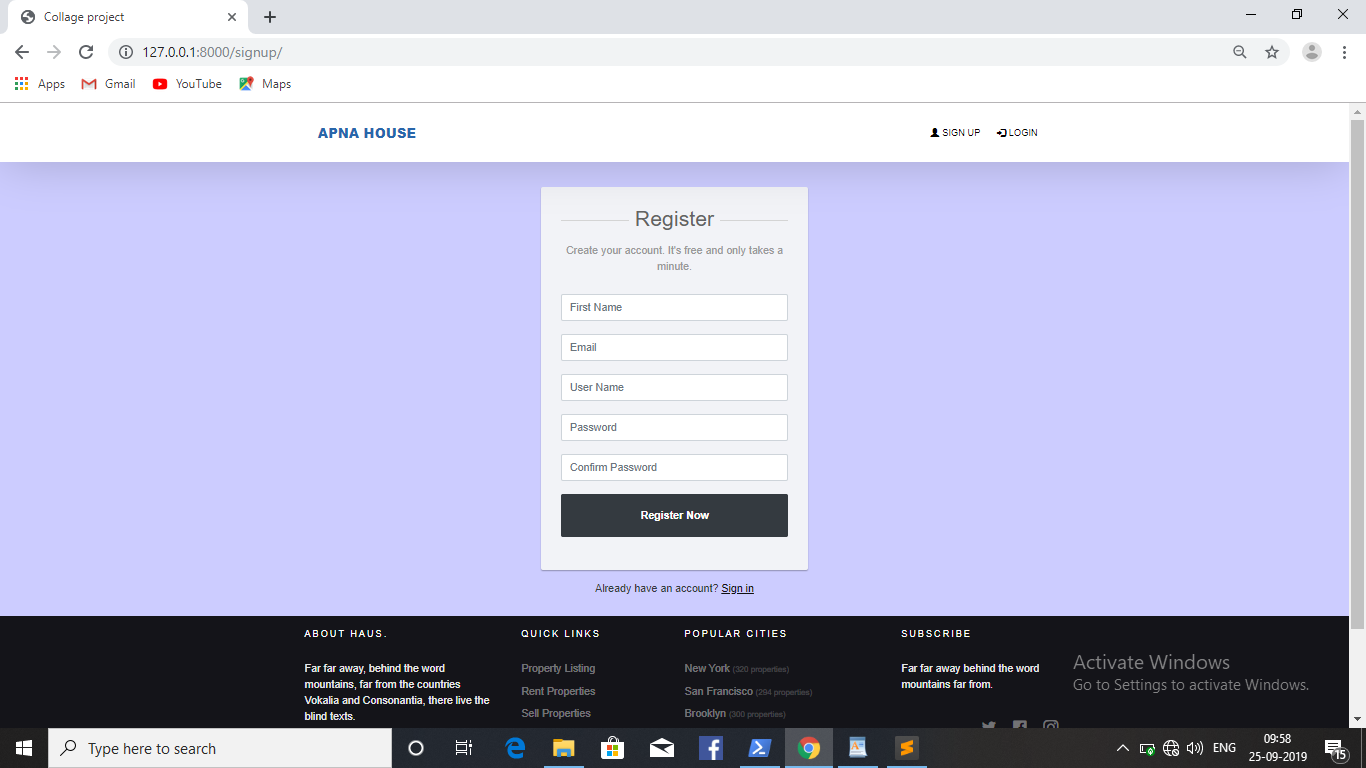 Collage project
127.0.0.1:8000/signup/
Apps Gmail YouTube Maps
APNA HOUSE
SIGN UP LOGIN
Register
Create your account. It's free and only takes a
minute.
First Name
Email
User Name
Password
Confirm Password
Register Now
Already have an account? Sign in
ABOUT HAUS.
Far far away, behind the word
mountains, far from the countries
Vokalia and Consonantia, there live the
blind texts.
QUICK LINKS
Property Listing
Rent Properties
Sell Properties
POPULAR CITIES
New York (320 properties)
San Francisco (294 properties)
Brooklyn (300 properties)
SUBSCRIBE
Far far away behind the word
mountains far from.
Activate Windows
Go to Settings to activate Windows.
Type here to search
ENG
09:58
25-09-2019
15